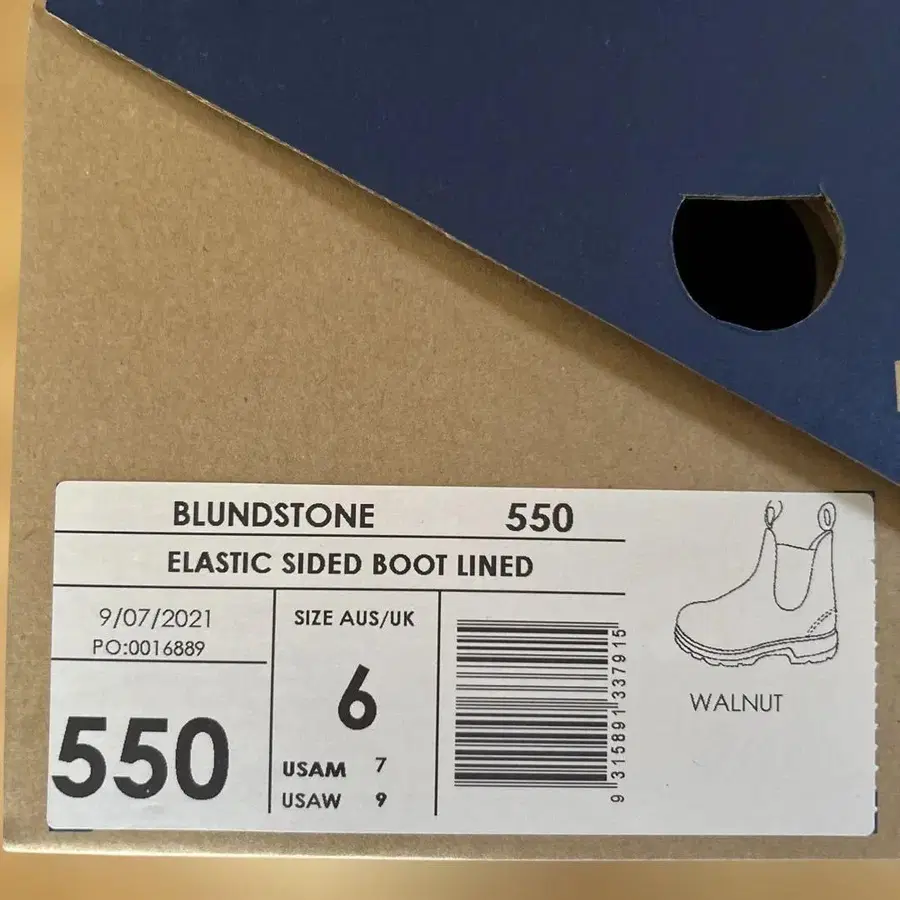 BLUNDSTONE 550
ELASTIC SIDED BOOT LINED
9/07/2021
PO:0016889
550
SIZE AUS/UK
6
USAM 7
USAW 9
9 315891 337915
WALNUT